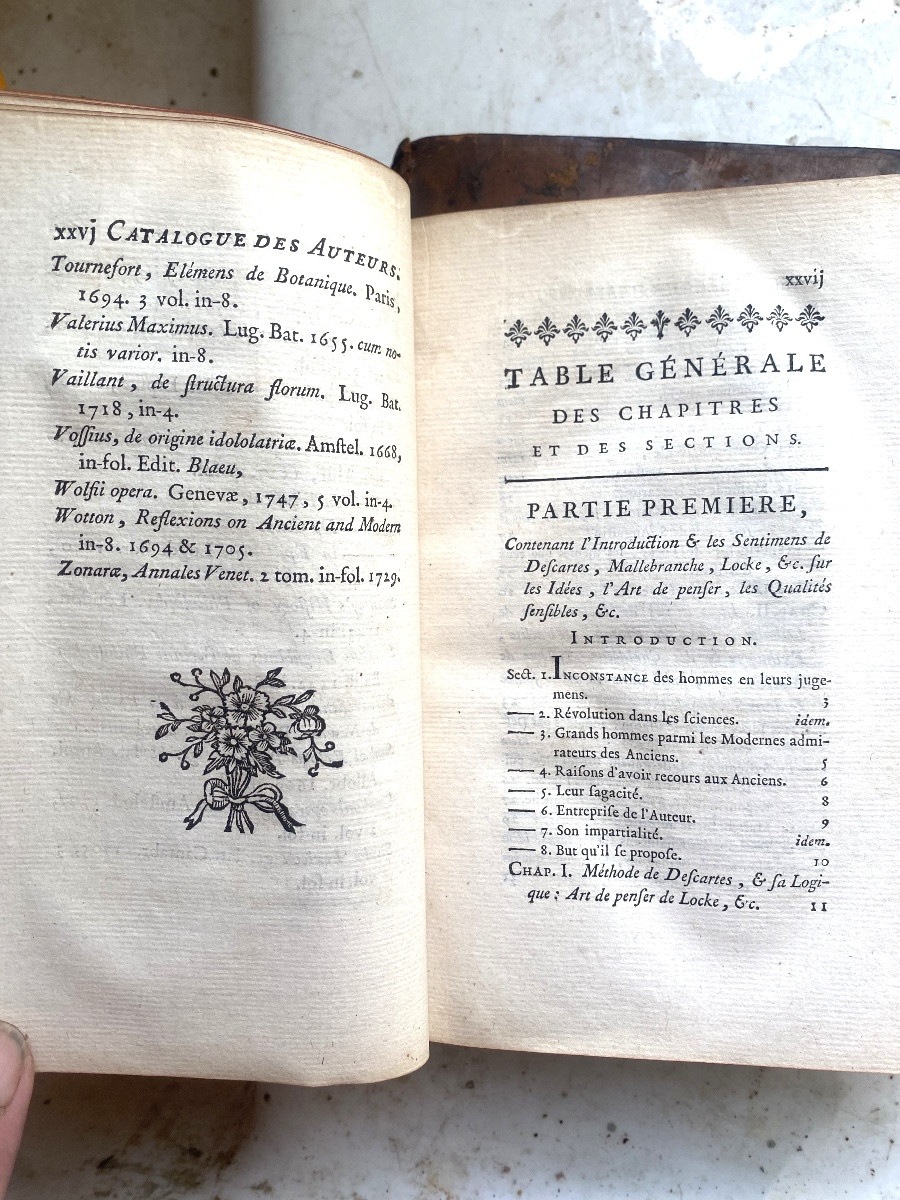 xxvj CATALOGUE DES AUTEURS.
Tournefort, Elémens de Botanique. Paris,
1694. 3 vol. in-8.
Valerius Maximus. Lug. Bat. 1655. cum no-
tis varior. in-8.
Vaillant, de ſtructura florum. Lug. Bat.
1718, in-4.
Voſſius, de origine idololatriæ. Amſtel. 1668,
in-fol. Edit. Blaeu,
Wolfii opera. Genevæ, 1747, 5 vol. in-4.
Wotton, Reflexions on Ancient and Modern
in-8. 1694 & 1705.
Zonaræ, Annales Venet. 2 tom. in-fol. 1729.
xxvij
TABLE GÉNÉRALE
DES CHAPITRES
ET DES SECTIONS.
PARTIE PREMIERE,
Contenant l'Introduction & les Sentimens de
Deſcartes, Mallebranche, Locke, &c. ſur
les Idées, l'Art de penſer, les Qualités
ſenſibles, &c.
INTRODUCTION.
Sect. 1. INCONSTANCE des hommes en leurs juge-
mens. 3
— 2. Révolution dans les ſciences. idem.
— 3. Grands hommes parmi les Modernes admi-
rateurs des Anciens. 5
— 4. Raiſons d'avoir recours aux Anciens. 6
— 5. Leur ſagacité. 8
— 6. Entrepriſe de l'Auteur. 9
— 7. Son impartialité. idem.
— 8. But qu'il ſe propoſe. 10
CHAP. I. Méthode de Deſcartes, & ſa Logi-
que : Art de penſer de Locke, &c. 11